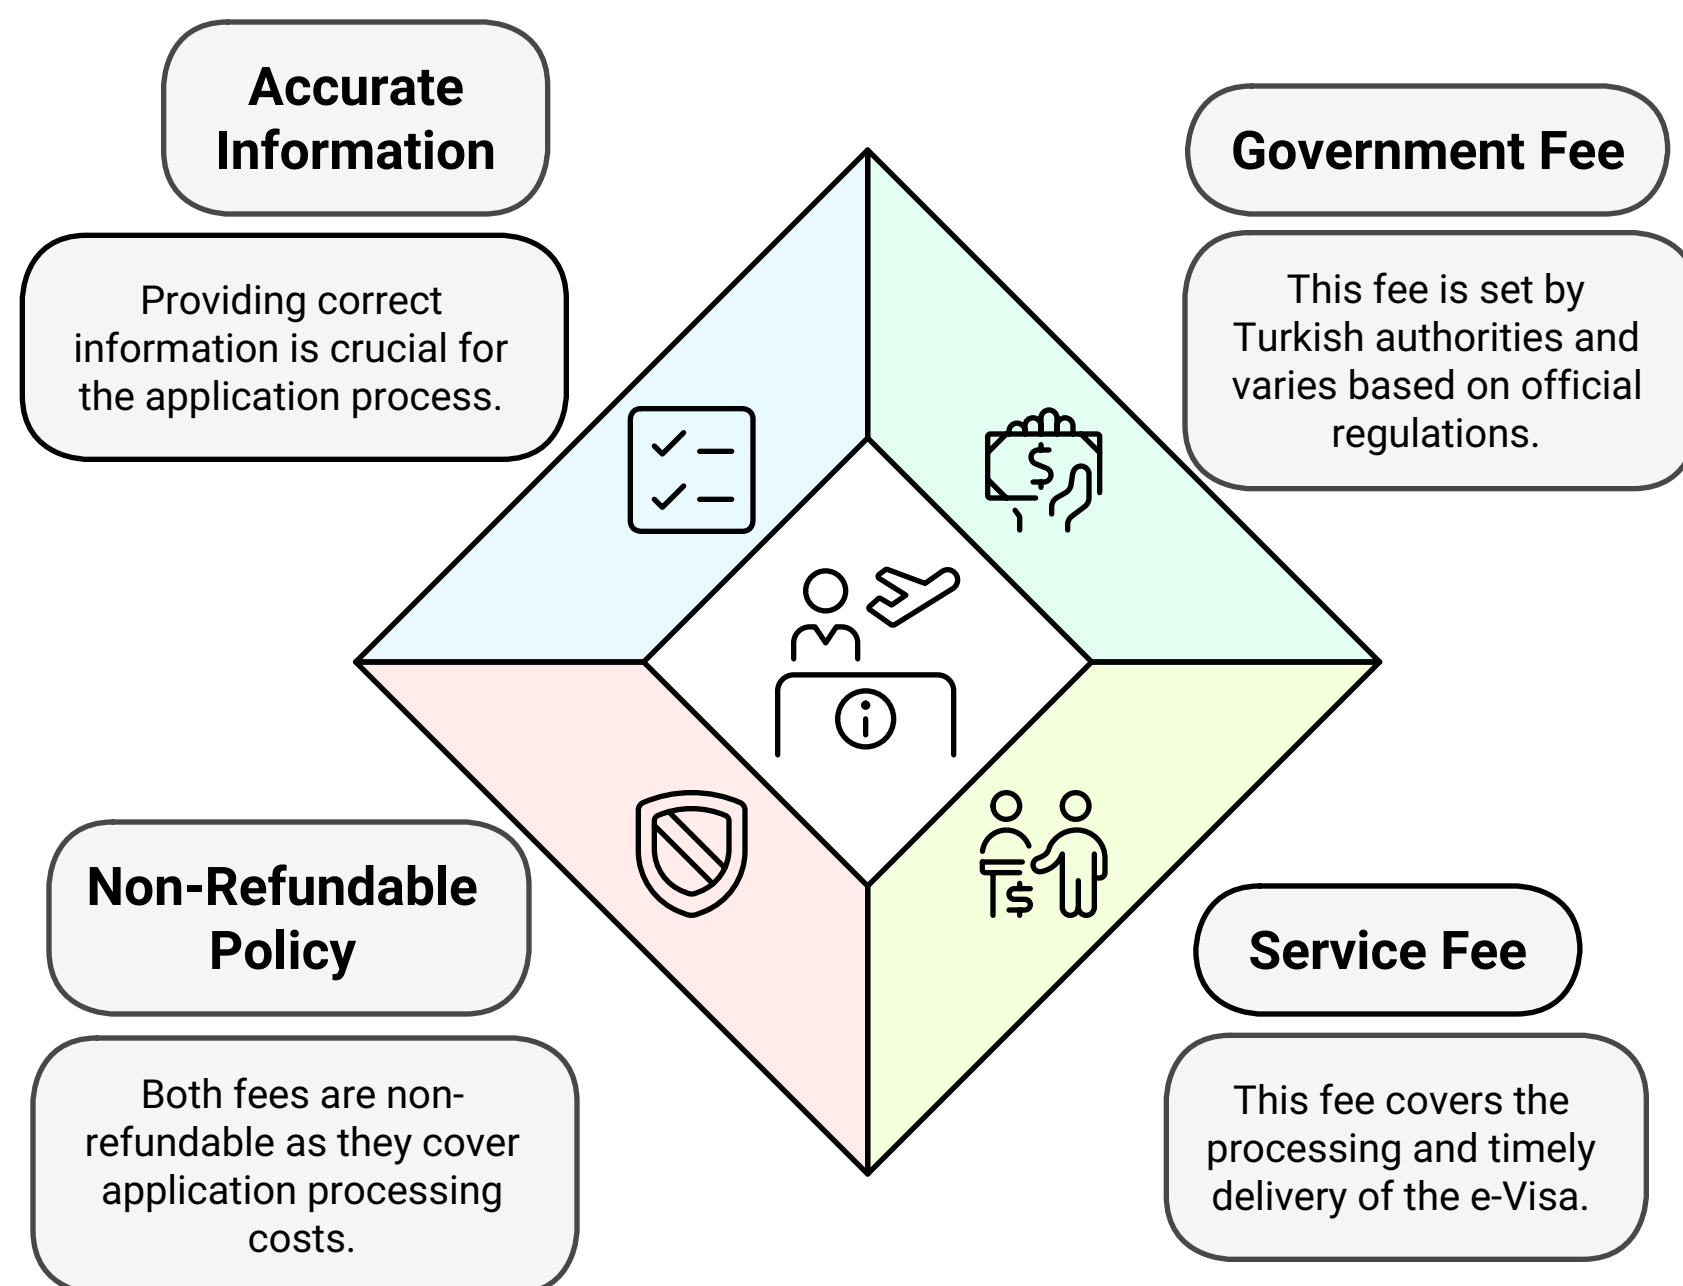 Accurate
Information
Providing correct
information is crucial for
the application process.
Government Fee
This fee is set by
Turkish authorities and
varies based on official
regulations.
Non-Refundable
Policy
Both fees are non-
refundable as they cover
application processing
costs.
Service Fee
This fee covers the
processing and timely
delivery of the e-Visa.